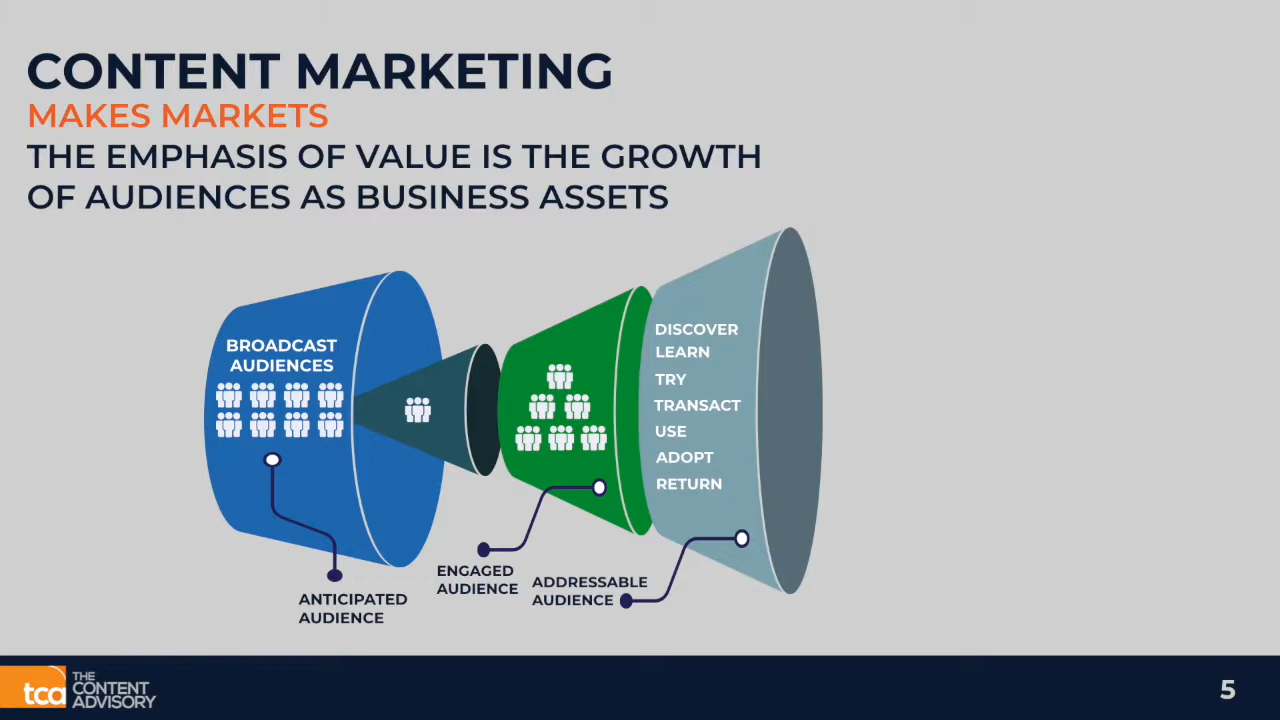 CONTENT MARKETING
MAKES MARKETS
THE EMPHASIS OF VALUE IS THE GROWTH
OF AUDIENCES AS BUSINESS ASSETS
BROADCAST
AUDIENCES
DISCOVER
LEARN
TRY
TRANSACT
USE
ADOPT
RETURN
ANTICIPATED
AUDIENCE
ENGAGED
AUDIENCE
ADDRESSABLE
AUDIENCE
tca
THE
CONTENT
ADVISORY
5